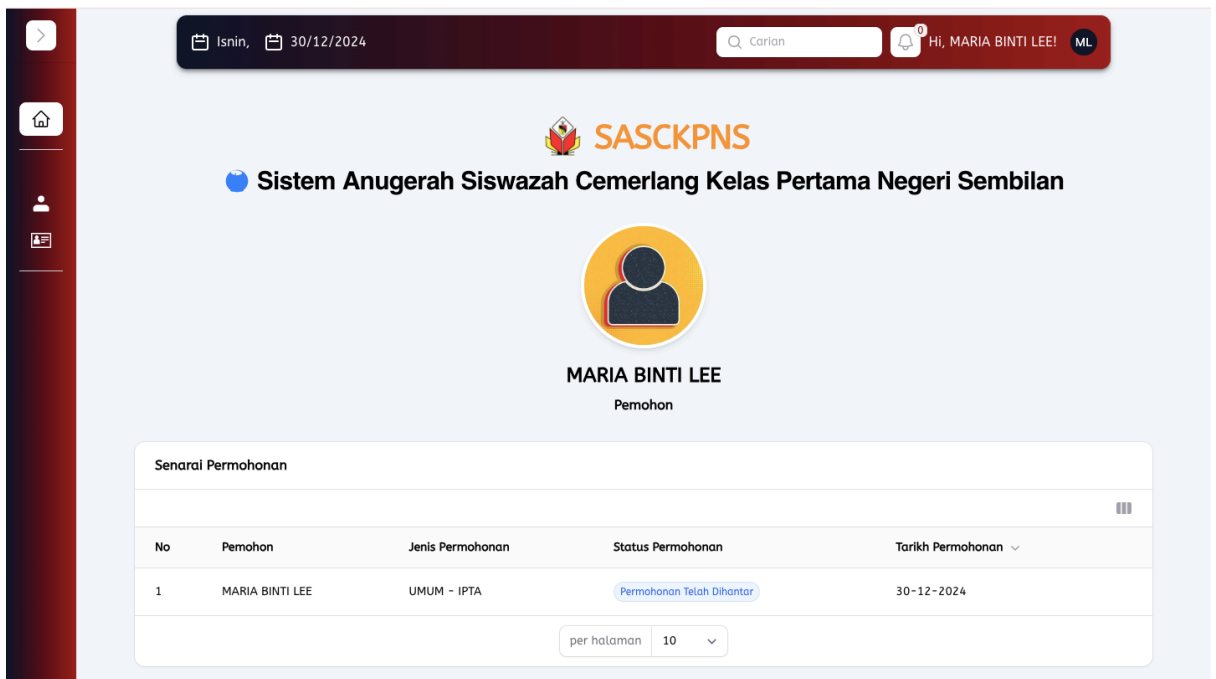 Isnin, 30/12/2024 Carian 0 Hi, MARIA BINTI LEE! ML
SASCKPNS
Sistem Anugerah Siswazah Cemerlang Kelas Pertama Negeri Sembilan
MARIA BINTI LEE
Pemohon
Senarai Permohonan
No Pemohon Jenis Permohonan Status Permohonan Tarikh Permohonan
1 MARIA BINTI LEE UMUM - IPTA Permohonan Telah Dihantar 30-12-2024
per halaman 10